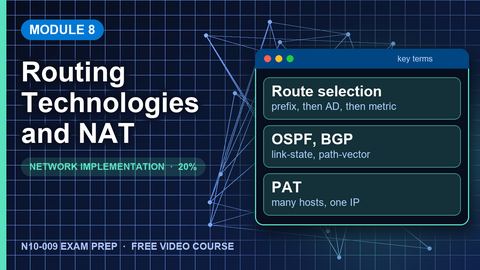 MODULE 8
Routing
Technologies
and NAT
NETWORK IMPLEMENTATION · 20%
N10-009 EXAM PREP · FREE VIDEO COURSE
key terms
Route selection
prefix, then AD, then metric
OSPF, BGP
link-state, path-vector
PAT
many hosts, one IP